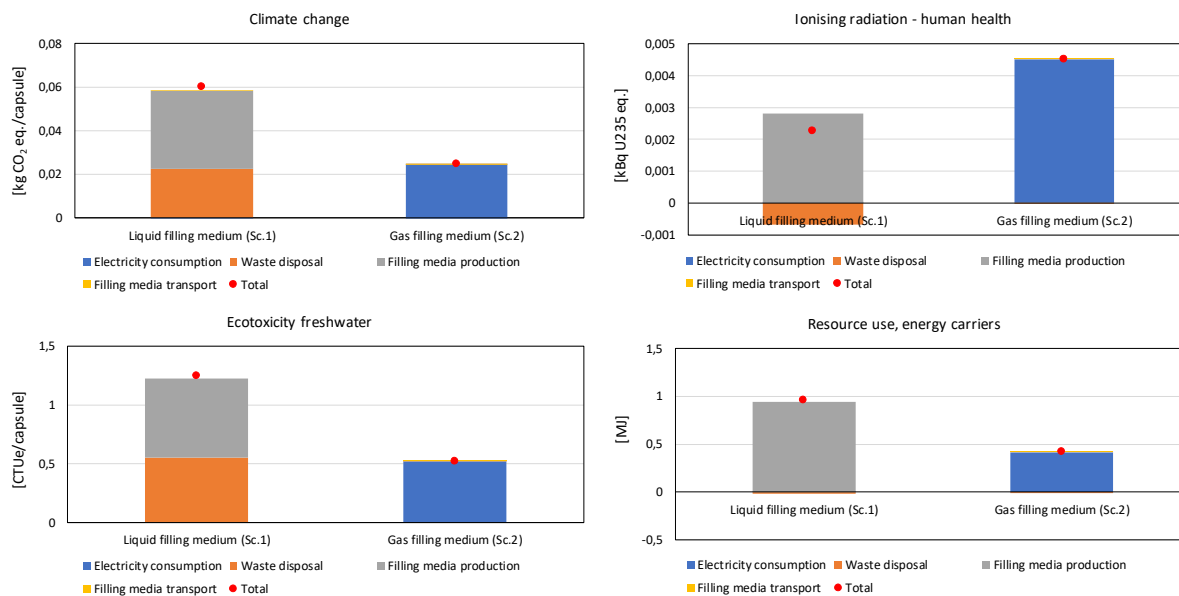 Climate change
0,08
0,06
0,04
0,02
0
[kg CO₂ eq./capsule]
Liquid filling medium (Sc.1) Gas filling medium (Sc.2)
Electricity consumption Waste disposal Filling media production
Filling media transport Total
Ionising radiation - human health
0,005
0,004
0,003
0,002
0,001
0
-0,001
[kBq U235 eq.]
Liquid filling medium (Sc.1) Gas filling medium (Sc.2)
Electricity consumption Waste disposal Filling media production
Filling media transport Total
Ecotoxicity freshwater
1,5
1
0,5
0
[CTUe/capsule]
Liquid filling medium (Sc.1) Gas filling medium (Sc.2)
Electricity consumption Waste disposal Filling media production
Filling media transport Total
Resource use, energy carriers
1,5
1
0,5
0
-0,5
[MJ]
Liquid filling medium (Sc.1) Gas filling medium (Sc.2)
Electricity consumption Waste disposal Filling media production
Filling media transport Total